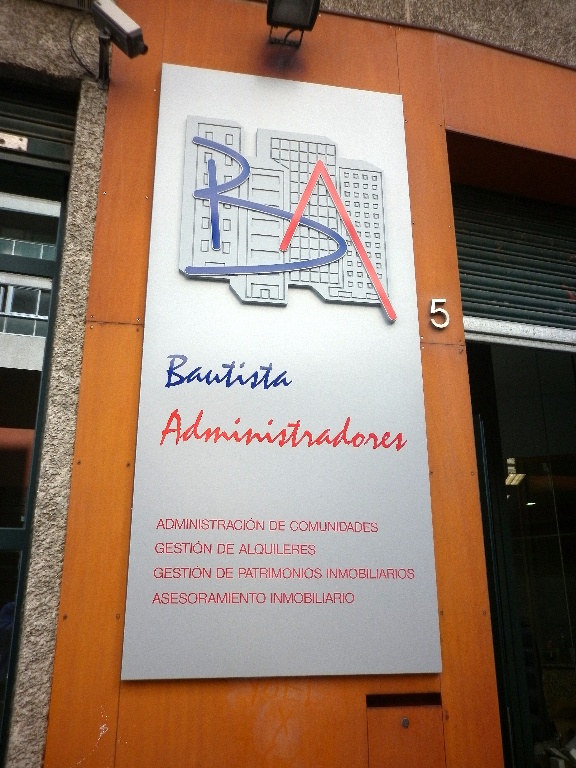 BA
5
Bautista
Administradores
ADMINISTRACIÓN DE COMUNIDADES
GESTIÓN DE ALQUILERES
GESTIÓN DE PATRIMONIOS INMOBILIARIOS
ASESORAMIENTO INMOBILIARIO